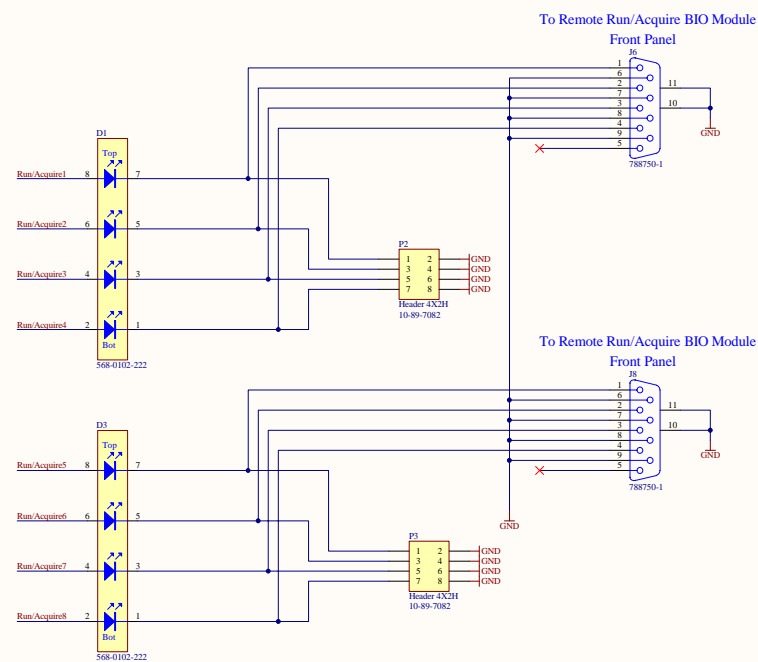 To Remote Run/Acquire BIO Module
Front Panel
J6
1
6
2
7
3
8
4
9
5
11
10
GND
788750-1
D1
Top
Run/Acquire1 8 7
Run/Acquire2 6 5
Run/Acquire3 4 3
Run/Acquire4 2 1
Bot
568-0102-222
P2
1 2 GND
3 4 GND
5 6 GND
7 8 GND
Header 4X2H
10-89-7082
To Remote Run/Acquire BIO Module
Front Panel
J8
1
6
2
7
3
8
4
9
5
11
10
GND
788750-1
GND
D3
Top
Run/Acquire5 8 7
Run/Acquire6 6 5
Run/Acquire7 4 3
Run/Acquire8 2 1
Bot
568-0102-222
P3
1 2 GND
3 4 GND
5 6 GND
7 8 GND
Header 4X2H
10-89-7082